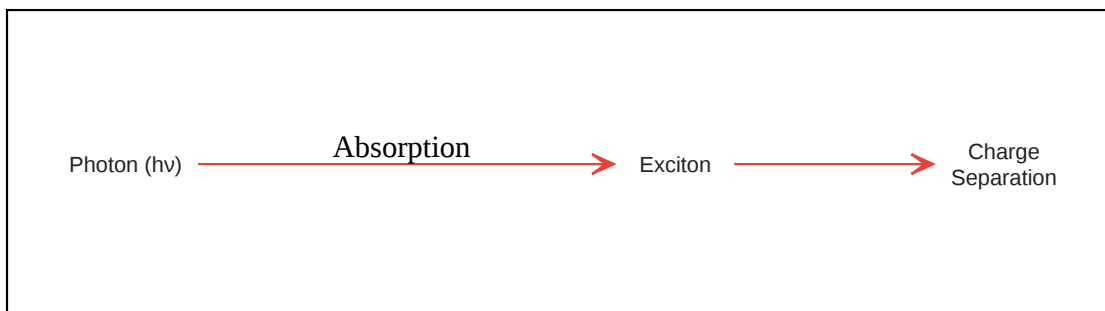 Absorption
Photon (hν)
Exciton
Charge
Separation